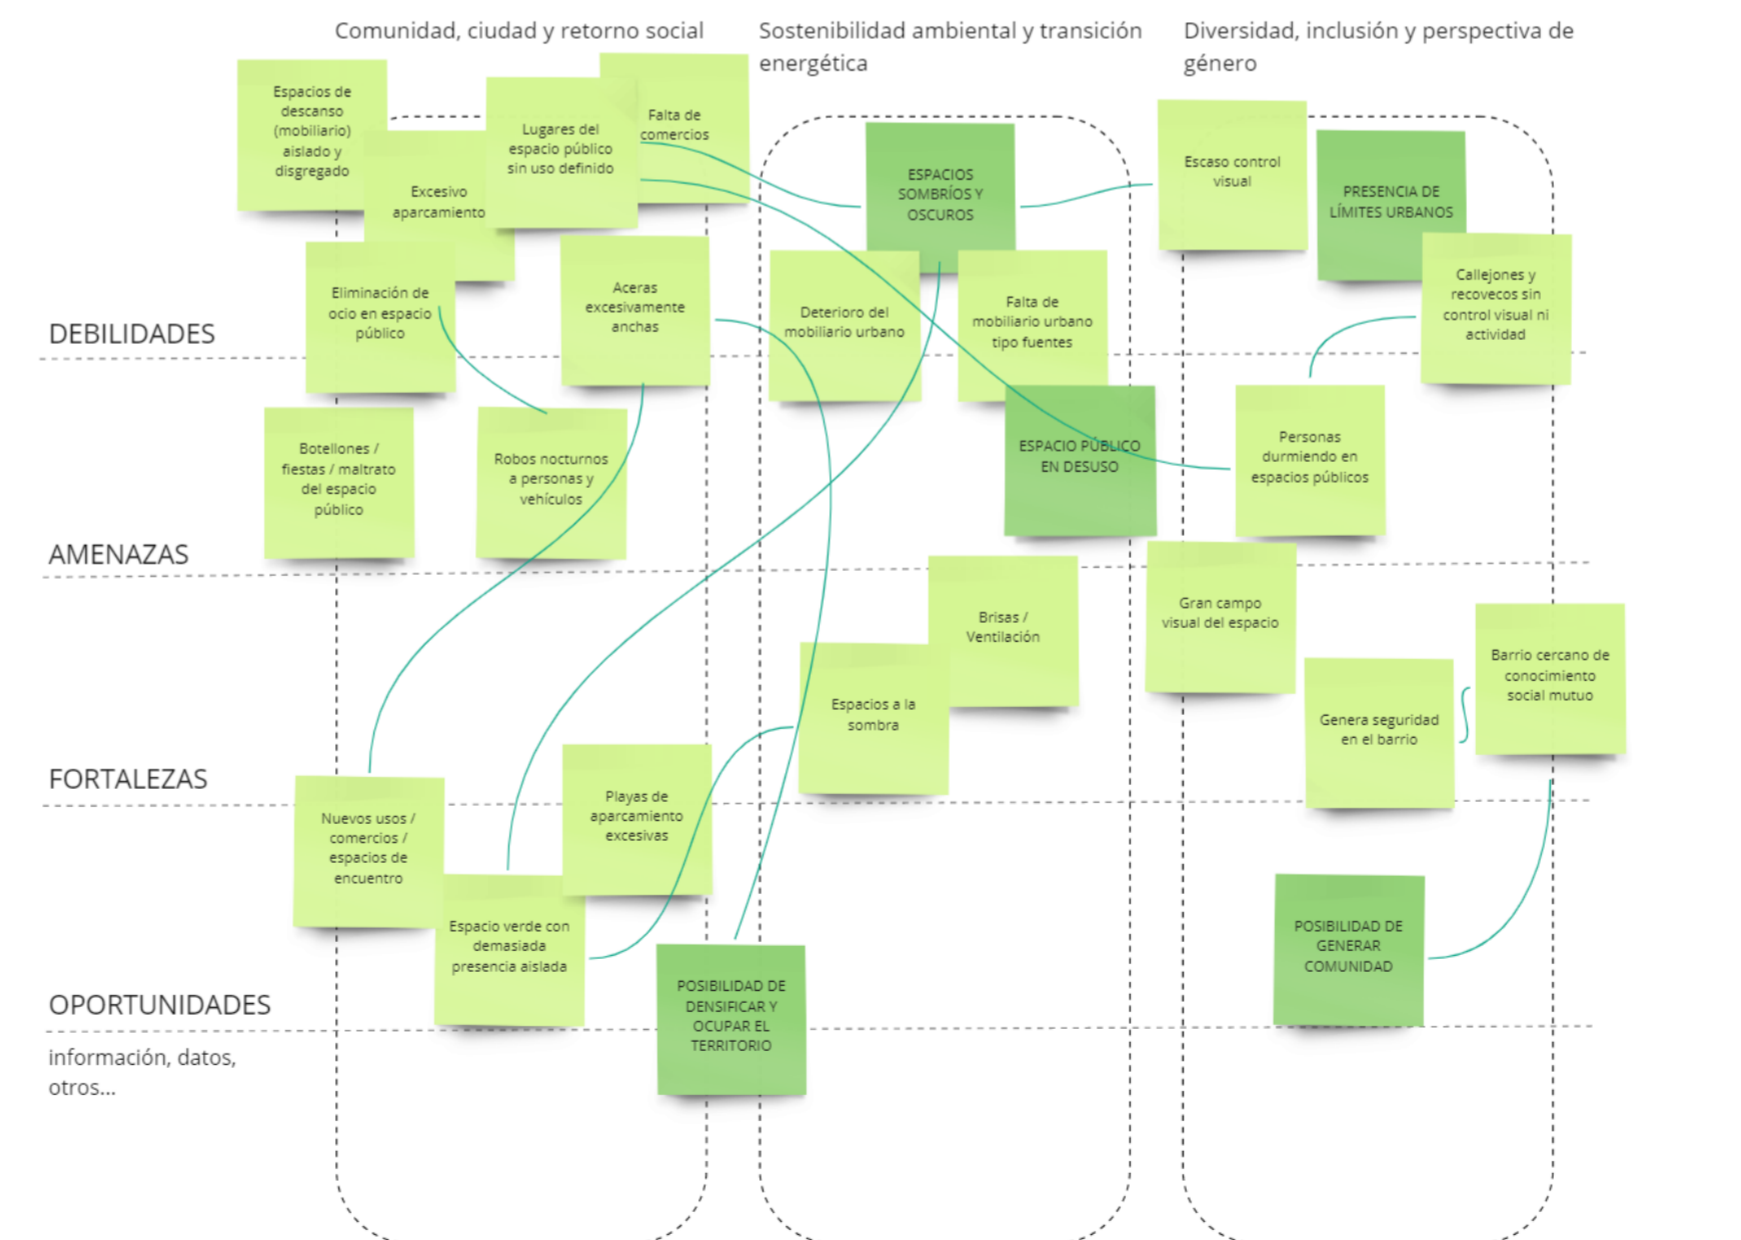 Comunidad, ciudad y retorno social
Sostenibilidad ambiental y transición
energética
Diversidad, inclusión y perspectiva de
género
Espacios de
descanso
(mobiliario)
aislado y
disgregado
Excesivo
aparcamiento
Lugares del
espacio público
sin uso definido
Falta de
comercios
ESPACIOS
SOMBRÍOS Y
OSCUROS
Escaso control
visual
PRESENCIA DE
LÍMITES URBANOS
DEBILIDADES
Eliminación de
ocio en espacio
público
Aceras
excesivamente
anchas
Deterioro del
mobiliario urbano
Falta de
mobiliario urbano
tipo fuentes
Callejones y
recovecos sin
control visual ni
actividad
AMENAZAS
Botellones /
fiestas / maltrato
del espacio
público
Robos nocturnos
a personas y
vehículos
ESPACIO PÚBLICO
EN DESUSO
Personas
durmiendo en
espacios públicos
FORTALEZAS
Brisas /
Ventilación
Espacios a la
sombra
Gran campo
visual del espacio
Genera seguridad
en el barrio
Barrio cercano de
conocimiento
social mutuo
OPORTUNIDADES
Nuevos usos /
comercios /
espacios de
encuentro
Espacio verde con
demasiada
presencia aislada
Playas de
aparcamiento
excesivas
POSIBILIDAD DE
DENSIFICAR Y
OCUPAR EL
TERRITORIO
POSIBILIDAD DE
GENERAR
COMUNIDAD
información, datos,
otros...